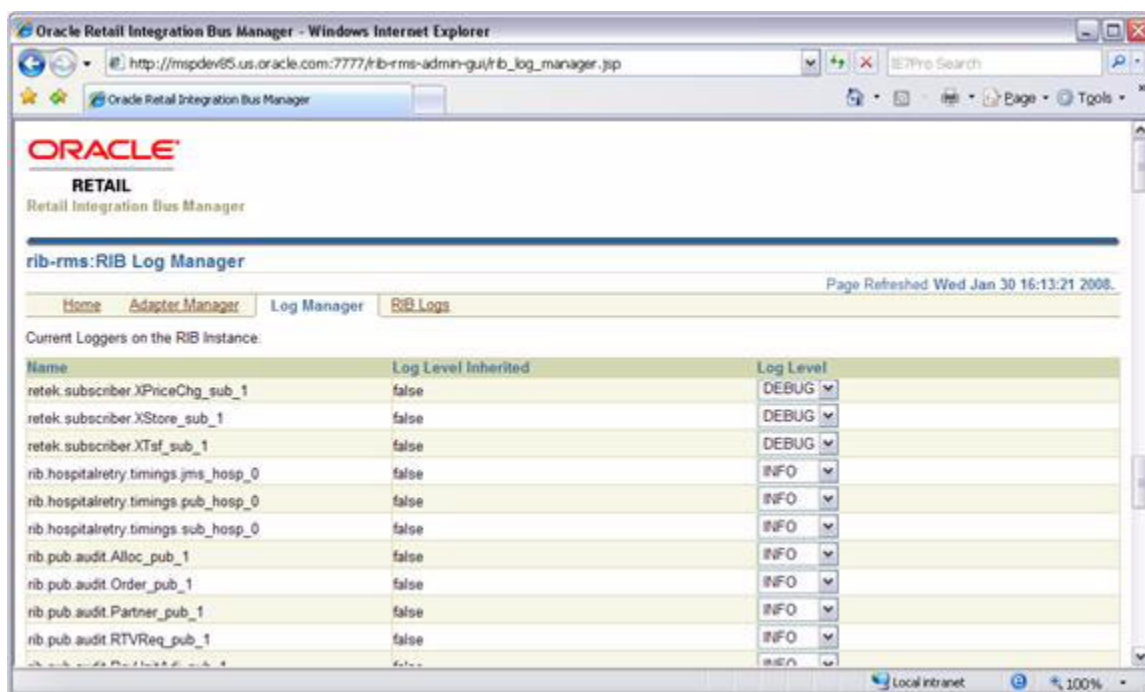 Oracle Retail Integration Bus Manager - Windows Internet Explorer
http://mspdev85.us.oracle.com:7777/rib-rms-admin-gui/rib_log_manager.jsp
IE7Pro Search
Oracle Retail Integration Bus Manager
Page Tools
ORACLE
RETAIL
Retail Integration Bus Manager
rib-rms:RIB Log Manager
Page Refreshed Wed Jan 30 16:13:21 2008.
Home Adapter Manager Log Manager RIB Logs
Current Loggers on the RIB Instance:
Name Log Level Inherited Log Level
retek.subscriber.XPriceChg_sub_1 false DEBUG
retek.subscriber.XStore_sub_1 false DEBUG
retek.subscriber.XTsf_sub_1 false DEBUG
rib.hospitalretry.timings.jms_hosp_0 false INFO
rib.hospitalretry.timings.pub_hosp_0 false INFO
rib.hospitalretry.timings.sub_hosp_0 false INFO
rib.pub.audit.Alloc_pub_1 false INFO
rib.pub.audit.Order_pub_1 false INFO
rib.pub.audit.Partner_pub_1 false INFO
rib.pub.audit.RTVReq_pub_1 false INFO
false INFO
Local intranet 100%